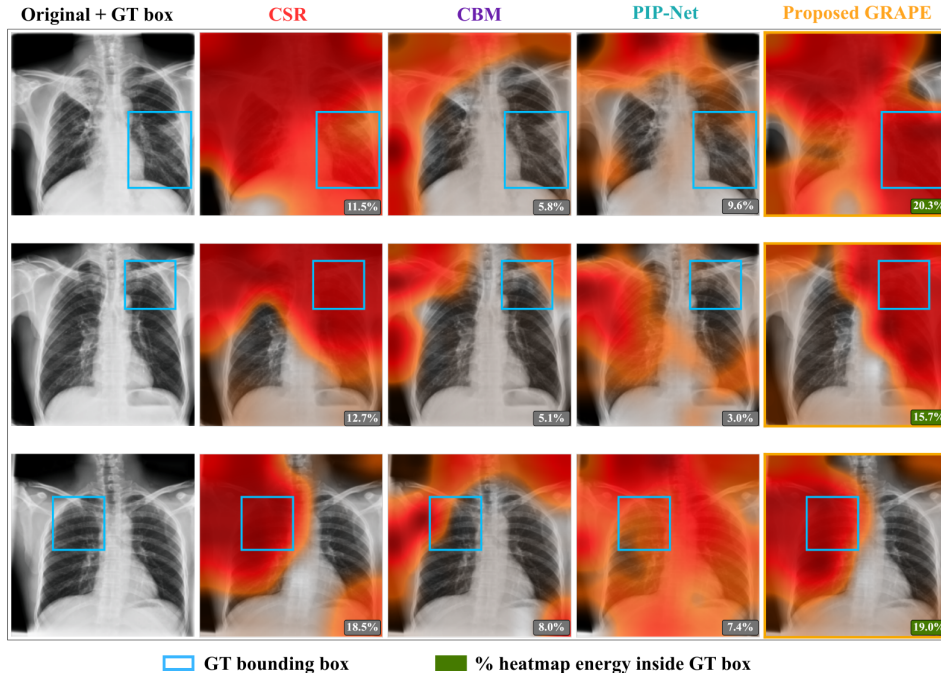 Original + GT box CSR CBM PIP-Net Proposed GRAPE
11.5% 5.8% 9.6% 20.3%
12.7% 5.1% 3.0% 15.7%
18.5% 8.0% 7.4% 19.0%
GT bounding box % heatmap energy inside GT box